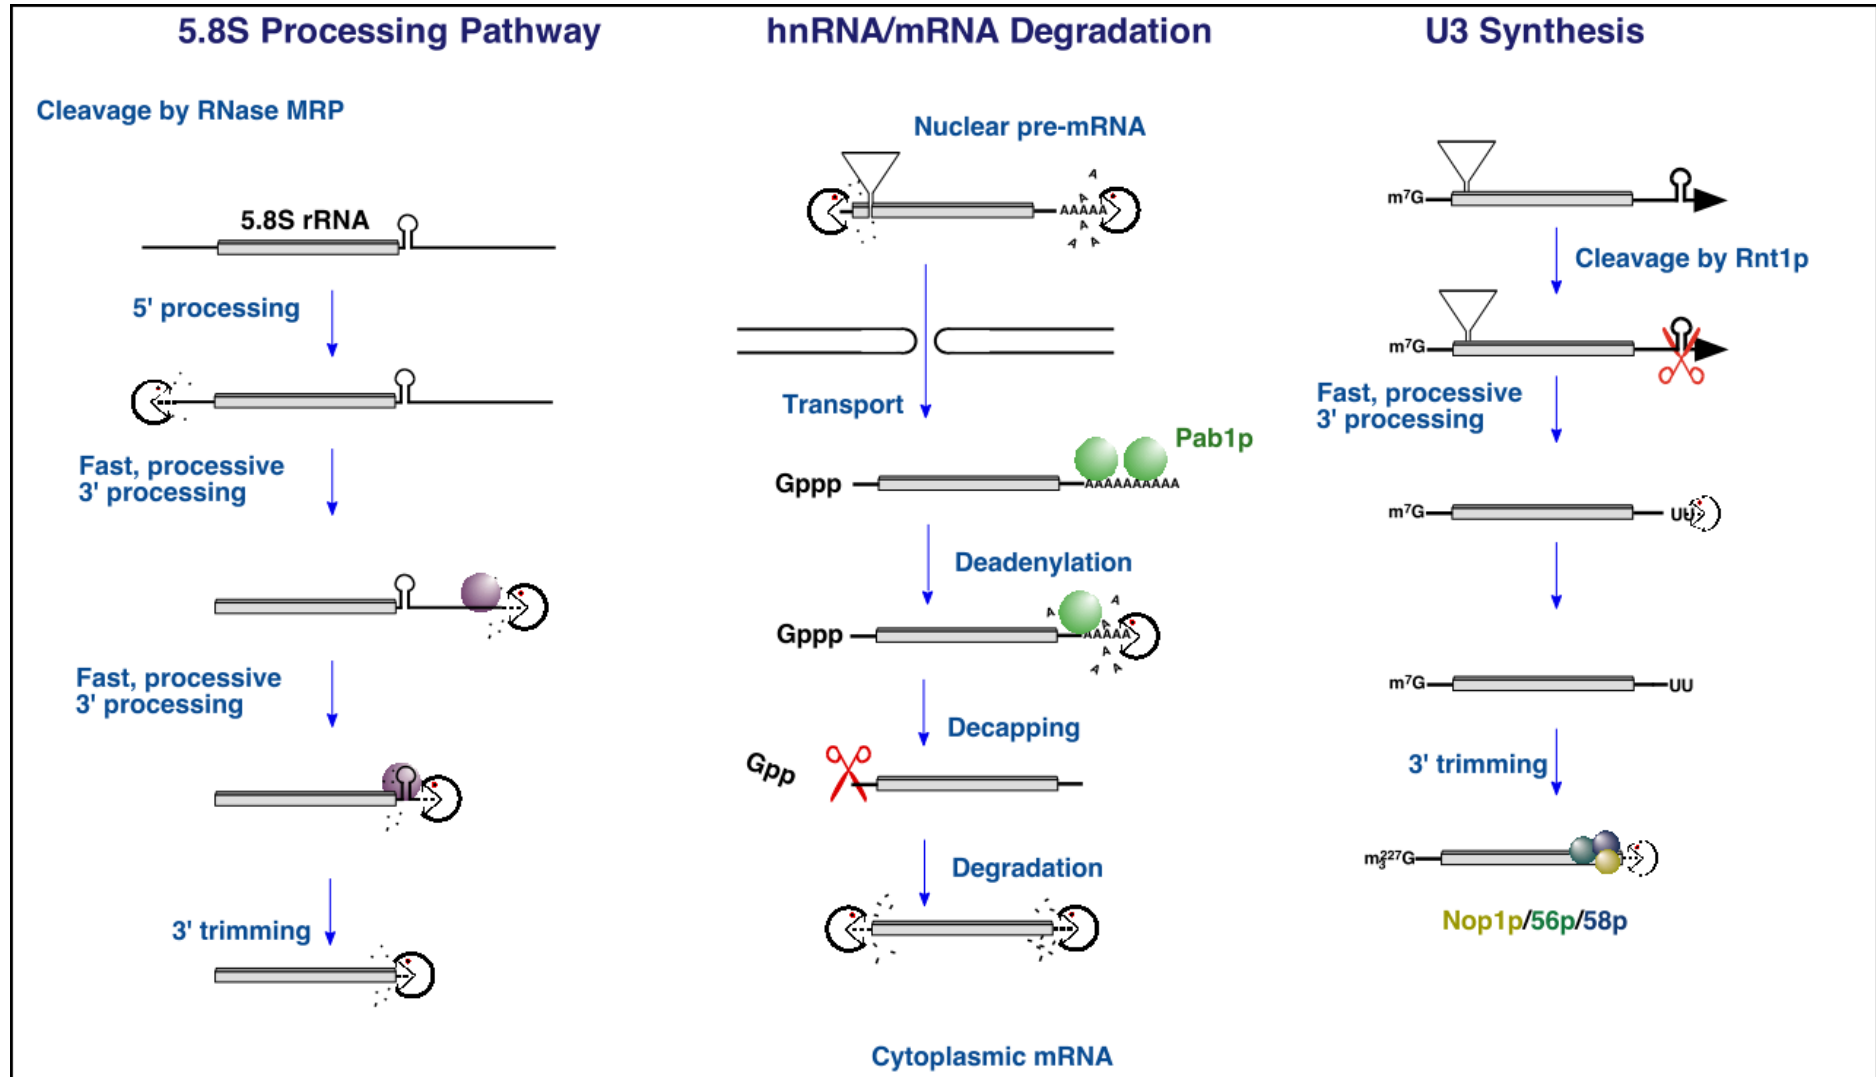 5.8S Processing Pathway
Cleavage by RNase MRP
5.8S rRNA
5' processing
Fast, processive
3' processing
Fast, processive
3' processing
3' trimming
hnRNA/mRNA Degradation
Nuclear pre-mRNA
A
A
AAAAA
A
A A
Transport
Pab1p
Gppp
AAAAAAAAAA
Deadenylation
A
A
A
Gppp
AAAAA
A
A A
Decapping
Gpp
Degradation
Cytoplasmic mRNA
U3 Synthesis
m⁷G
Cleavage by Rnt1p
m⁷G
Fast, processive
3' processing
m⁷G
UU
m⁷G
UU
3' trimming
m₃²²⁷G
Nop1p/56p/58p